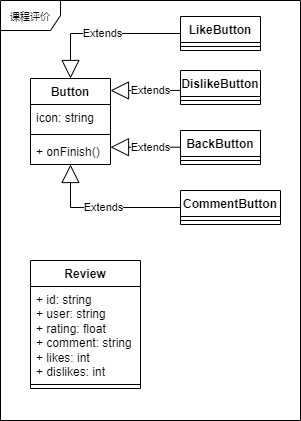 课程评价
Extends
LikeButton
Button
icon: string
+ onFinish()
Extends
DislikeButton
Extends
BackButton
Extends
CommentButton
Review
+ id: string
+ user: string
+ rating: float
+ comment: string
+ likes: int
+ dislikes: int